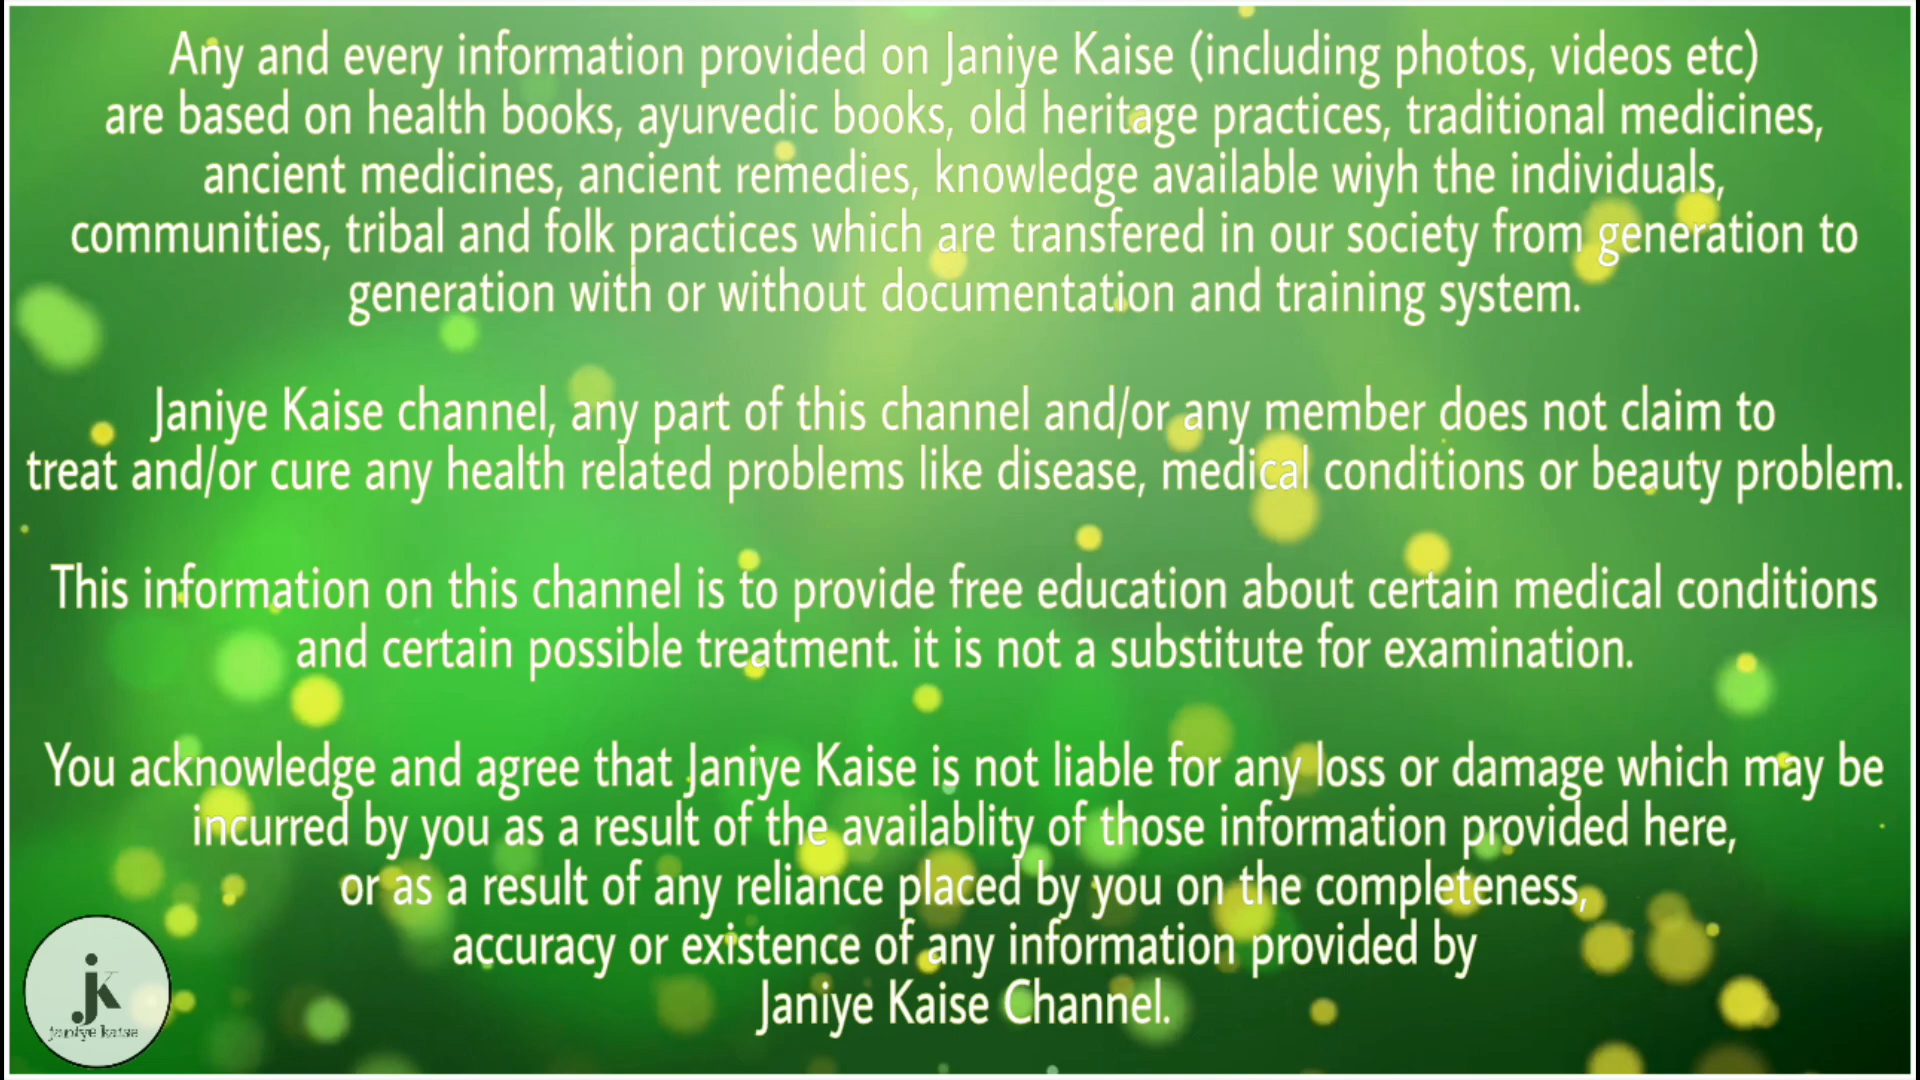 Any and every information provided on Janiye Kaise (including photos, videos etc)
are based on health books, ayurvedic books, old heritage practices, traditional medicines,
ancient medicines, ancient remedies, knowledge available wiyh the individuals,
communities, tribal and folk practices which are transfered in our society from generation to
generation with or without documentation and training system.
Janiye Kaise channel, any part of this channel and/or any member does not claim to
treat and/or cure any health related problems like disease, medical conditions or beauty problem.
This information on this channel is to provide free education about certain medical conditions
and certain possible treatment. it is not a substitute for examination.
You acknowledge and agree that Janiye Kaise is not liable for any loss or damage which may be
incurred by you as a result of the availablity of those information provided here,
or as a result of any reliance placed by you on the completeness,
accuracy or existence of any information provided by
Janiye Kaise Channel.
jk
janiye kaise